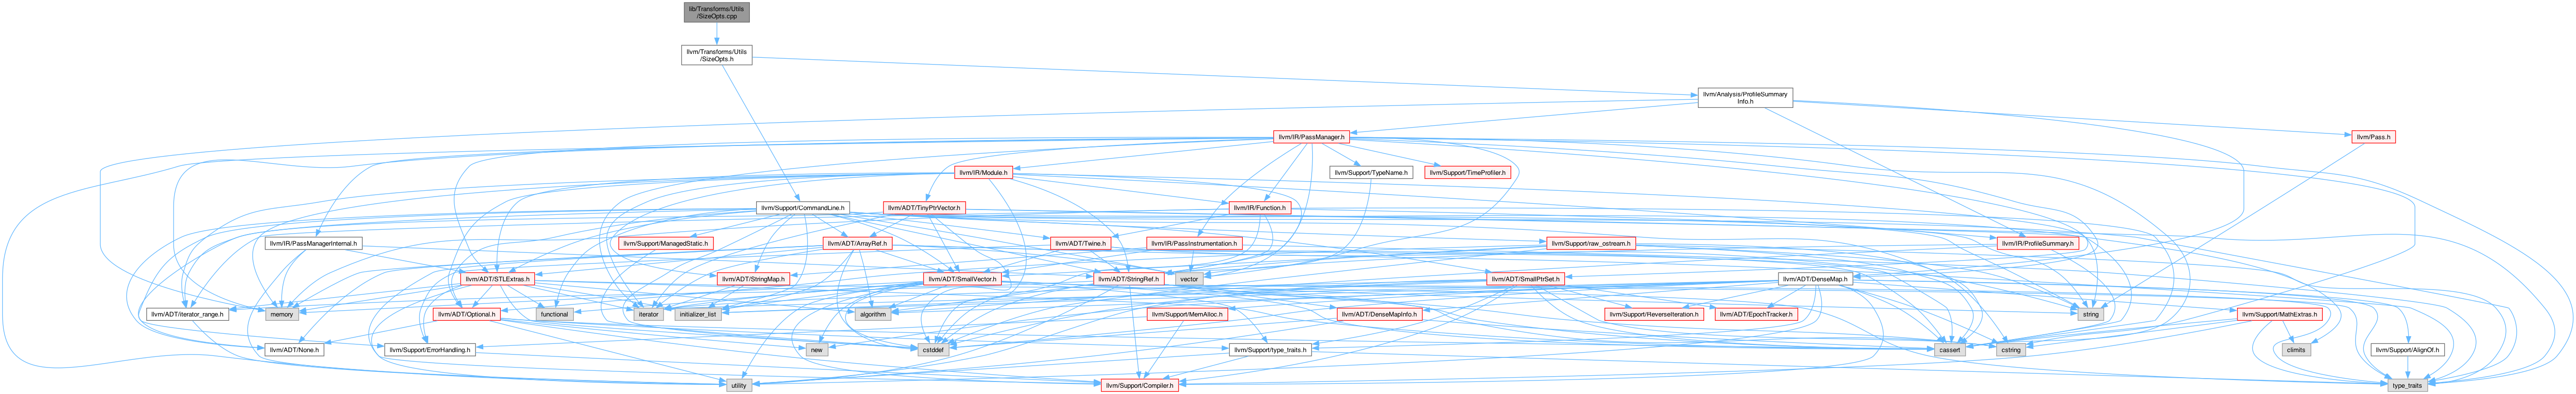 lib/Transforms/Utils
/SizeOpts.cpp
llvm/Transforms/Utils
/SizeOpts.h
llvm/Analysis/ProfileSummary
Info.h
llvm/IR/PassManager.h
llvm/Pass.h
llvm/IR/Module.h
llvm/Support/TypeName.h
llvm/Support/TimeProfiler.h
llvm/Support/CommandLine.h
llvm/ADT/TinyPtrVector.h
llvm/IR/Function.h
llvm/IR/PassManagerInternal.h
llvm/Support/ManagedStatic.h
llvm/ADT/ArrayRef.h
llvm/ADT/Twine.h
llvm/IR/PassInstrumentation.h
llvm/Support/raw_ostream.h
llvm/IR/ProfileSummary.h
llvm/ADT/STLExtras.h
llvm/ADT/StringMap.h
llvm/ADT/SmallVector.h
llvm/ADT/StringRef.h
vector
llvm/ADT/SmallPtrSet.h
llvm/ADT/DenseMap.h
llvm/ADT/iterator_range.h
memory
llvm/ADT/Optional.h
functional
iterator
initializer_list
algorithm
llvm/Support/MemAlloc.h
llvm/ADT/DenseMapInfo.h
llvm/Support/ReverseIteration.h
llvm/ADT/EpochTracker.h
string
llvm/Support/MathExtras.h
llvm/ADT/None.h
llvm/Support/ErrorHandling.h
new
cstddef
llvm/Support/type_traits.h
cassert
cstring
climits
llvm/Support/AlignOf.h
utility
llvm/Support/Compiler.h
type_traits